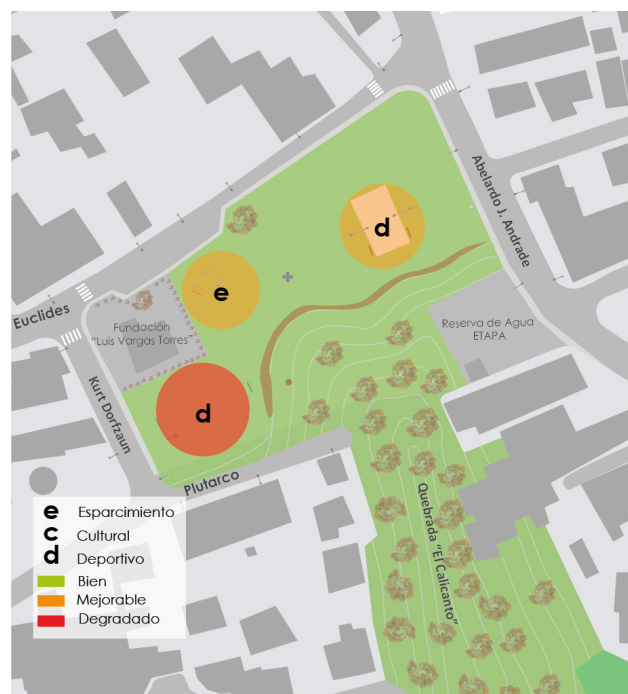 Abelardo J. Andrade
d
e
Euclides
Fundación
"Luis Vargas Torres"
Reserva de Agua
ETAPA
Kurt Dorfzaun
d
Plutarco
Quebrada "El Calicanto"
e Esparcimiento
c Cultural
d Deportivo
Bien
Mejorable
Degradado